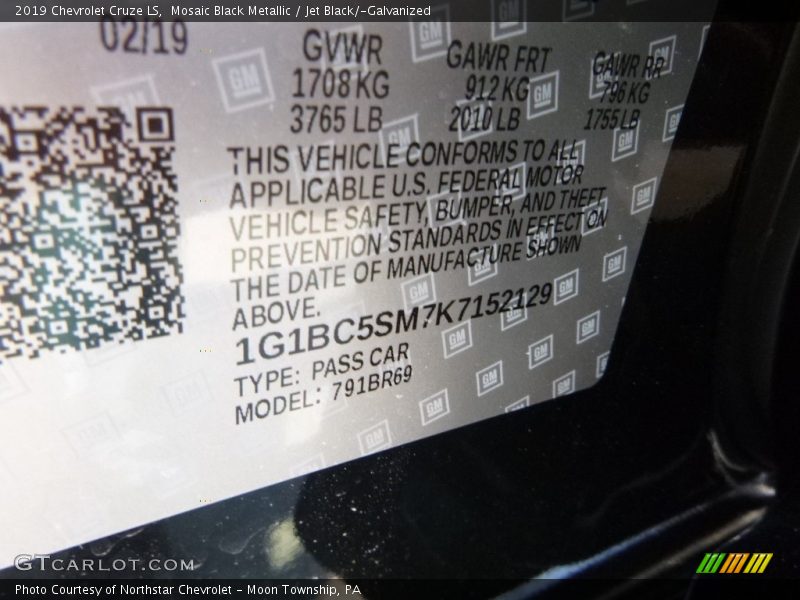 2019 Chevrolet Cruze LS, Mosaic Black Metallic / Jet Black/-Galvanized
02/19
GVWR GAWR FRT GAWR RR
1708 KG 912 KG 796 KG
3765 LB 2010 LB 1755 LB
THIS VEHICLE CONFORMS TO ALL
APPLICABLE U.S. FEDERAL MOTOR
VEHICLE SAFETY, BUMPER, AND THEFT
PREVENTION STANDARDS IN EFFECT ON
THE DATE OF MANUFACTURE SHOWN
ABOVE.
1G1BC5SM7K7152129
TYPE: PASS CAR
MODEL: 791BR69
GTCARLOT.COM
Photo Courtesy of Northstar Chevrolet - Moon Township, PA